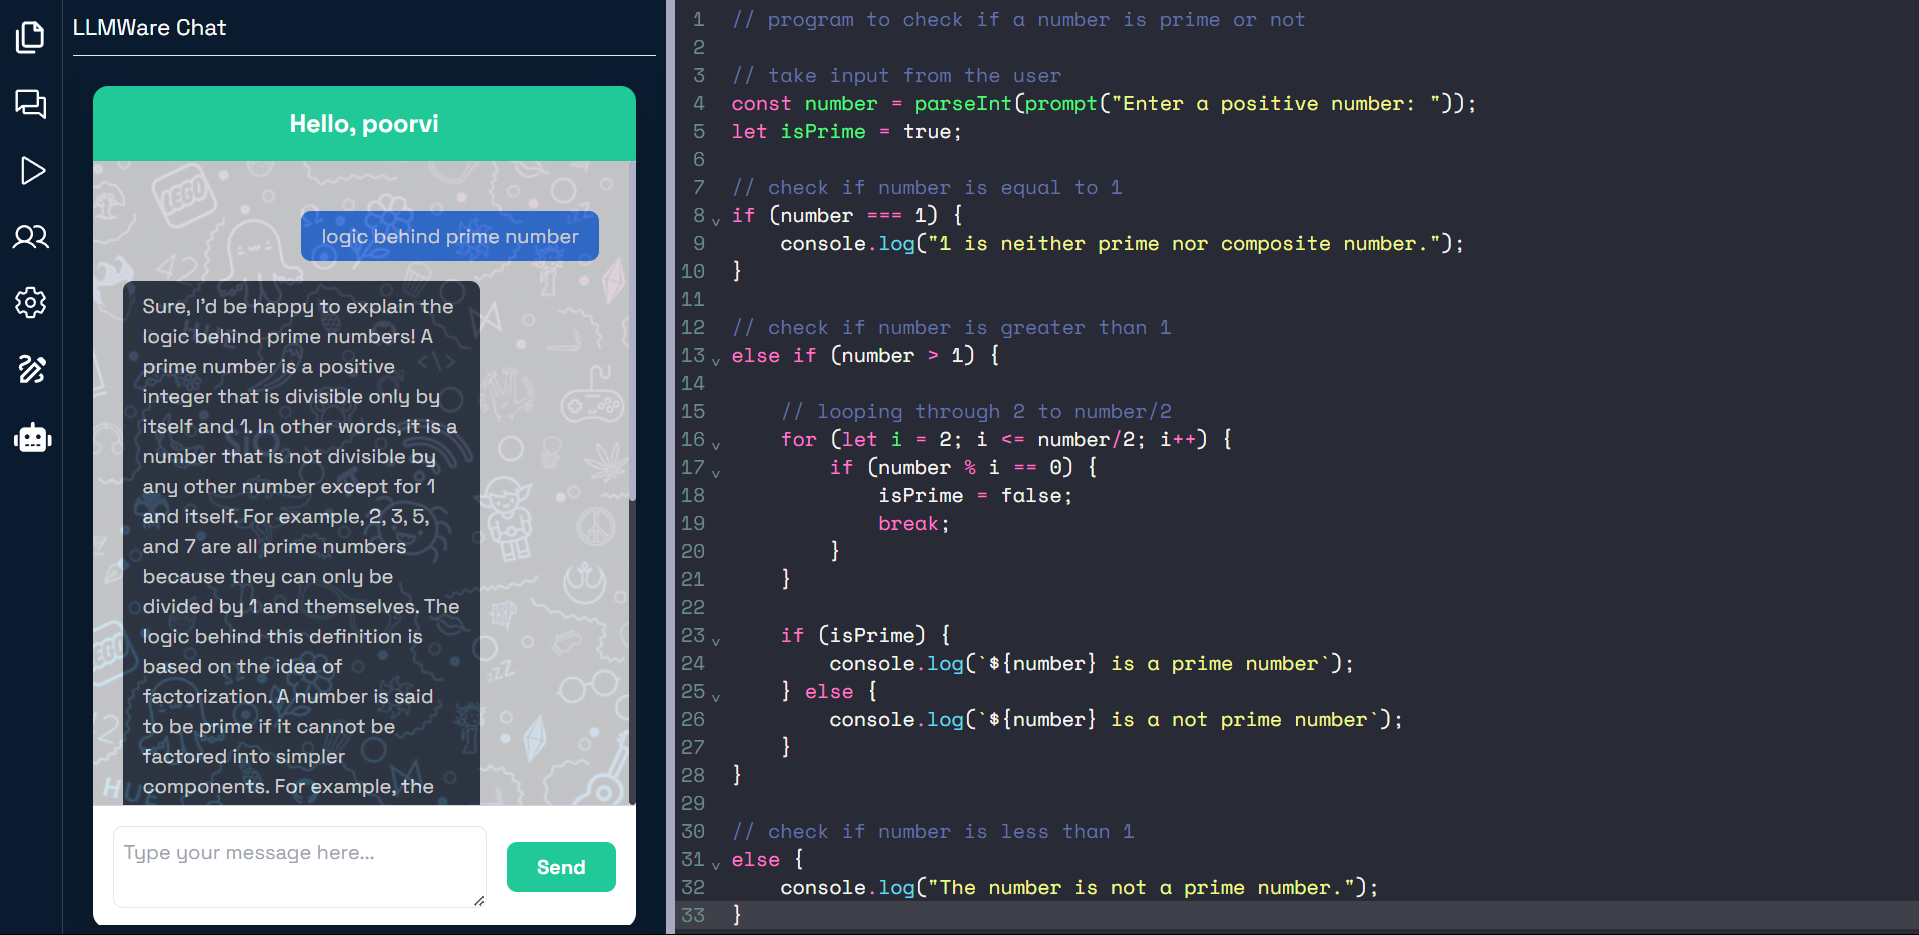 LLMWare Chat
Hello, poorvi
logic behind prime number
Sure, I'd be happy to explain the
logic behind prime numbers! A
prime number is a positive
integer that is divisible only by
itself and 1. In other words, it is a
number that is not divisible by
any other number except for 1
and itself. For example, 2, 3, 5,
and 7 are all prime numbers
because they can only be
divided by 1 and themselves. The
logic behind this definition is
based on the idea of
factorization. A number is said
to be prime if it cannot be
factored into simpler
components. For example, the
Type your message here...
Send
1 // program to check if a number is prime or not
2
3 // take input from the user
4 const number = parseInt(prompt("Enter a positive number: "));
5 let isPrime = true;
6
7 // check if number is equal to 1
8 if (number === 1) {
9     console.log("1 is neither prime nor composite number.");
10 }
11
12 // check if number is greater than 1
13 else if (number > 1) {
14
15     // looping through 2 to number/2
16     for (let i = 2; i <= number/2; i++) {
17         if (number % i == 0) {
18             isPrime = false;
19             break;
20         }
21     }
22
23     if (isPrime) {
24         console.log(`${number} is a prime number`);
25     } else {
26         console.log(`${number} is a not prime number`);
27     }
28 }
29
30 // check if number is less than 1
31 else {
32     console.log("The number is not a prime number.");
33 }